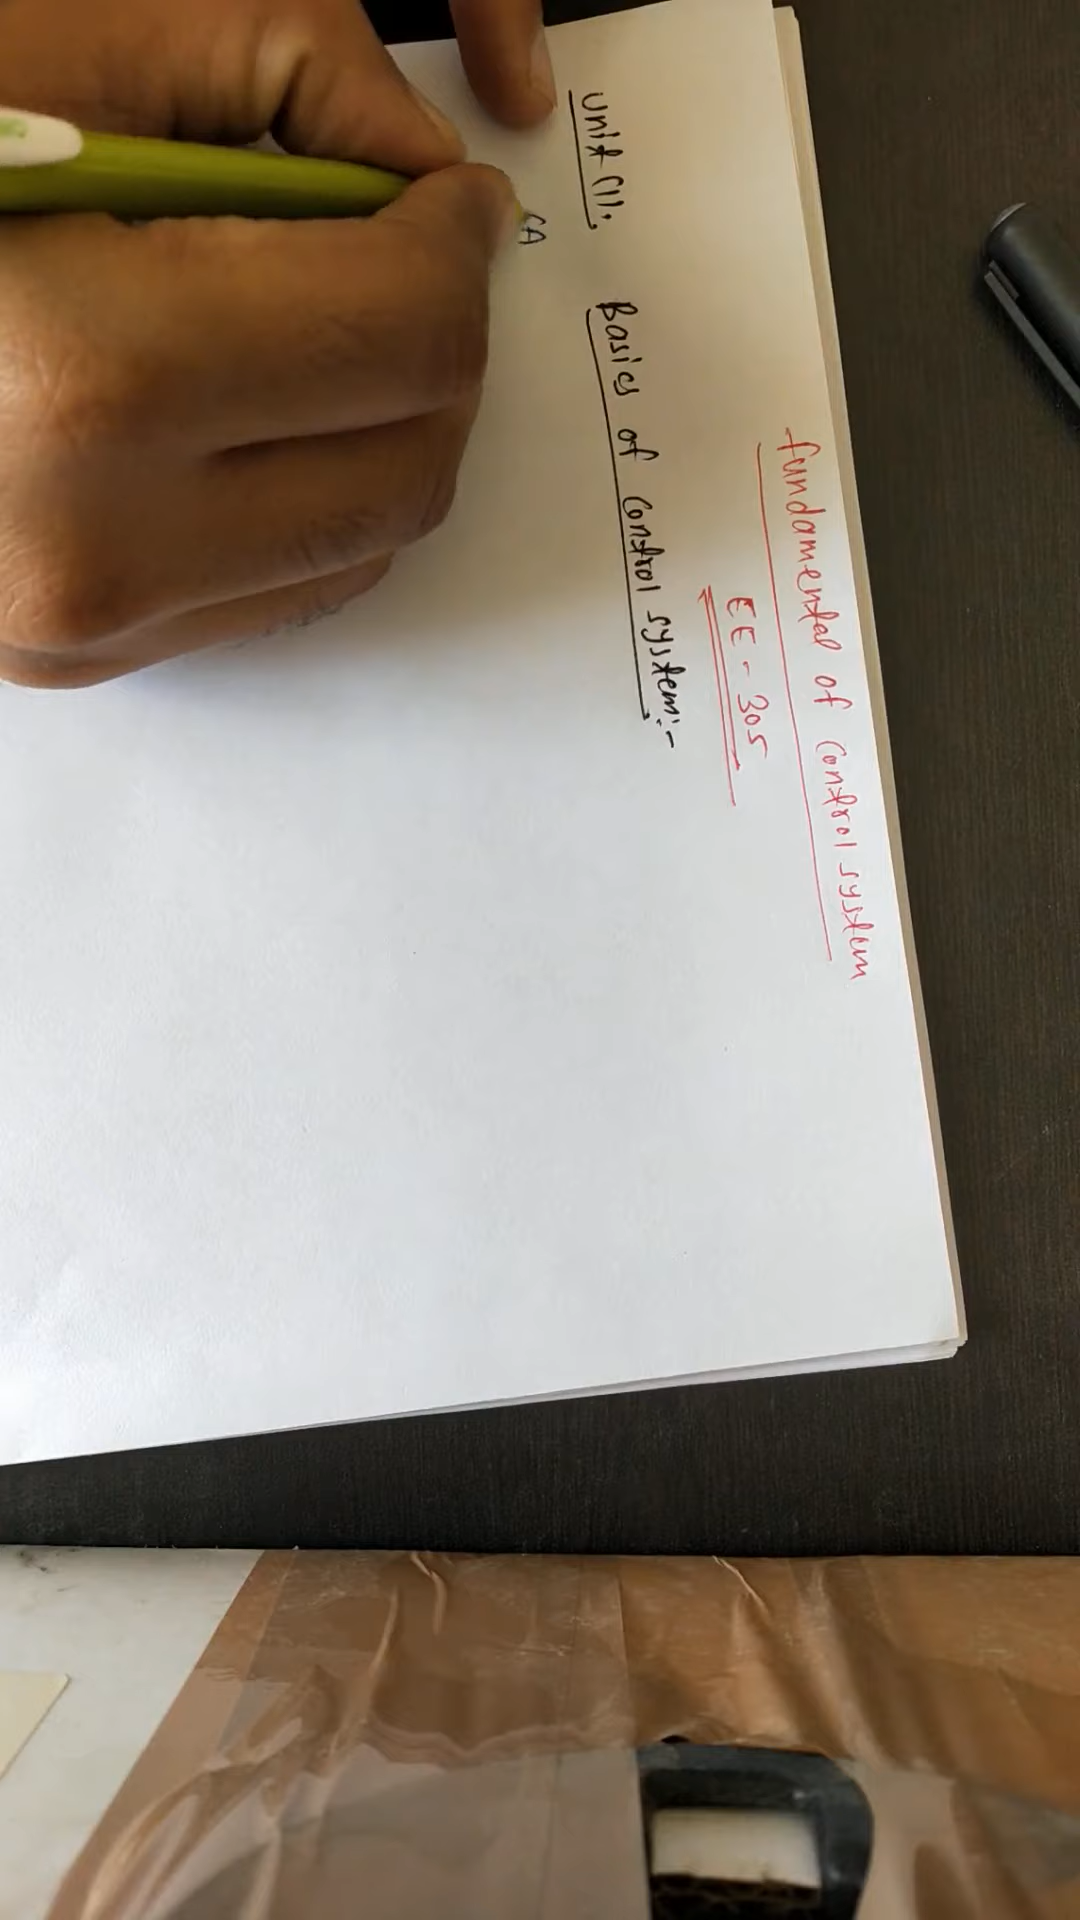 fundamental of control system
EE - 305
Unit (1). Basics of control system:-
(A